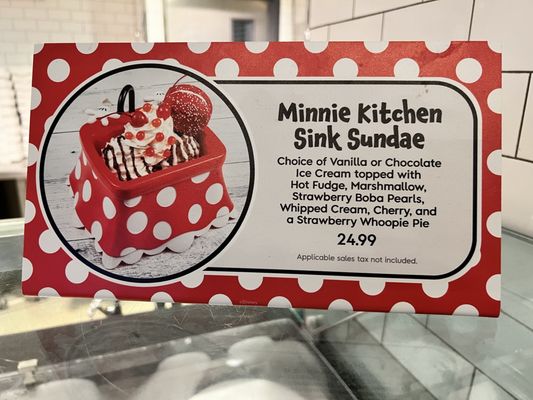 Minnie Kitchen
Sink Sundae
Choice of Vanilla or Chocolate
Ice Cream topped with
Hot Fudge, Marshmallow,
Strawberry Boba Pearls,
Whipped Cream, Cherry, and
a Strawberry Whoopie Pie
24.99
Applicable sales tax not included.
©Disney